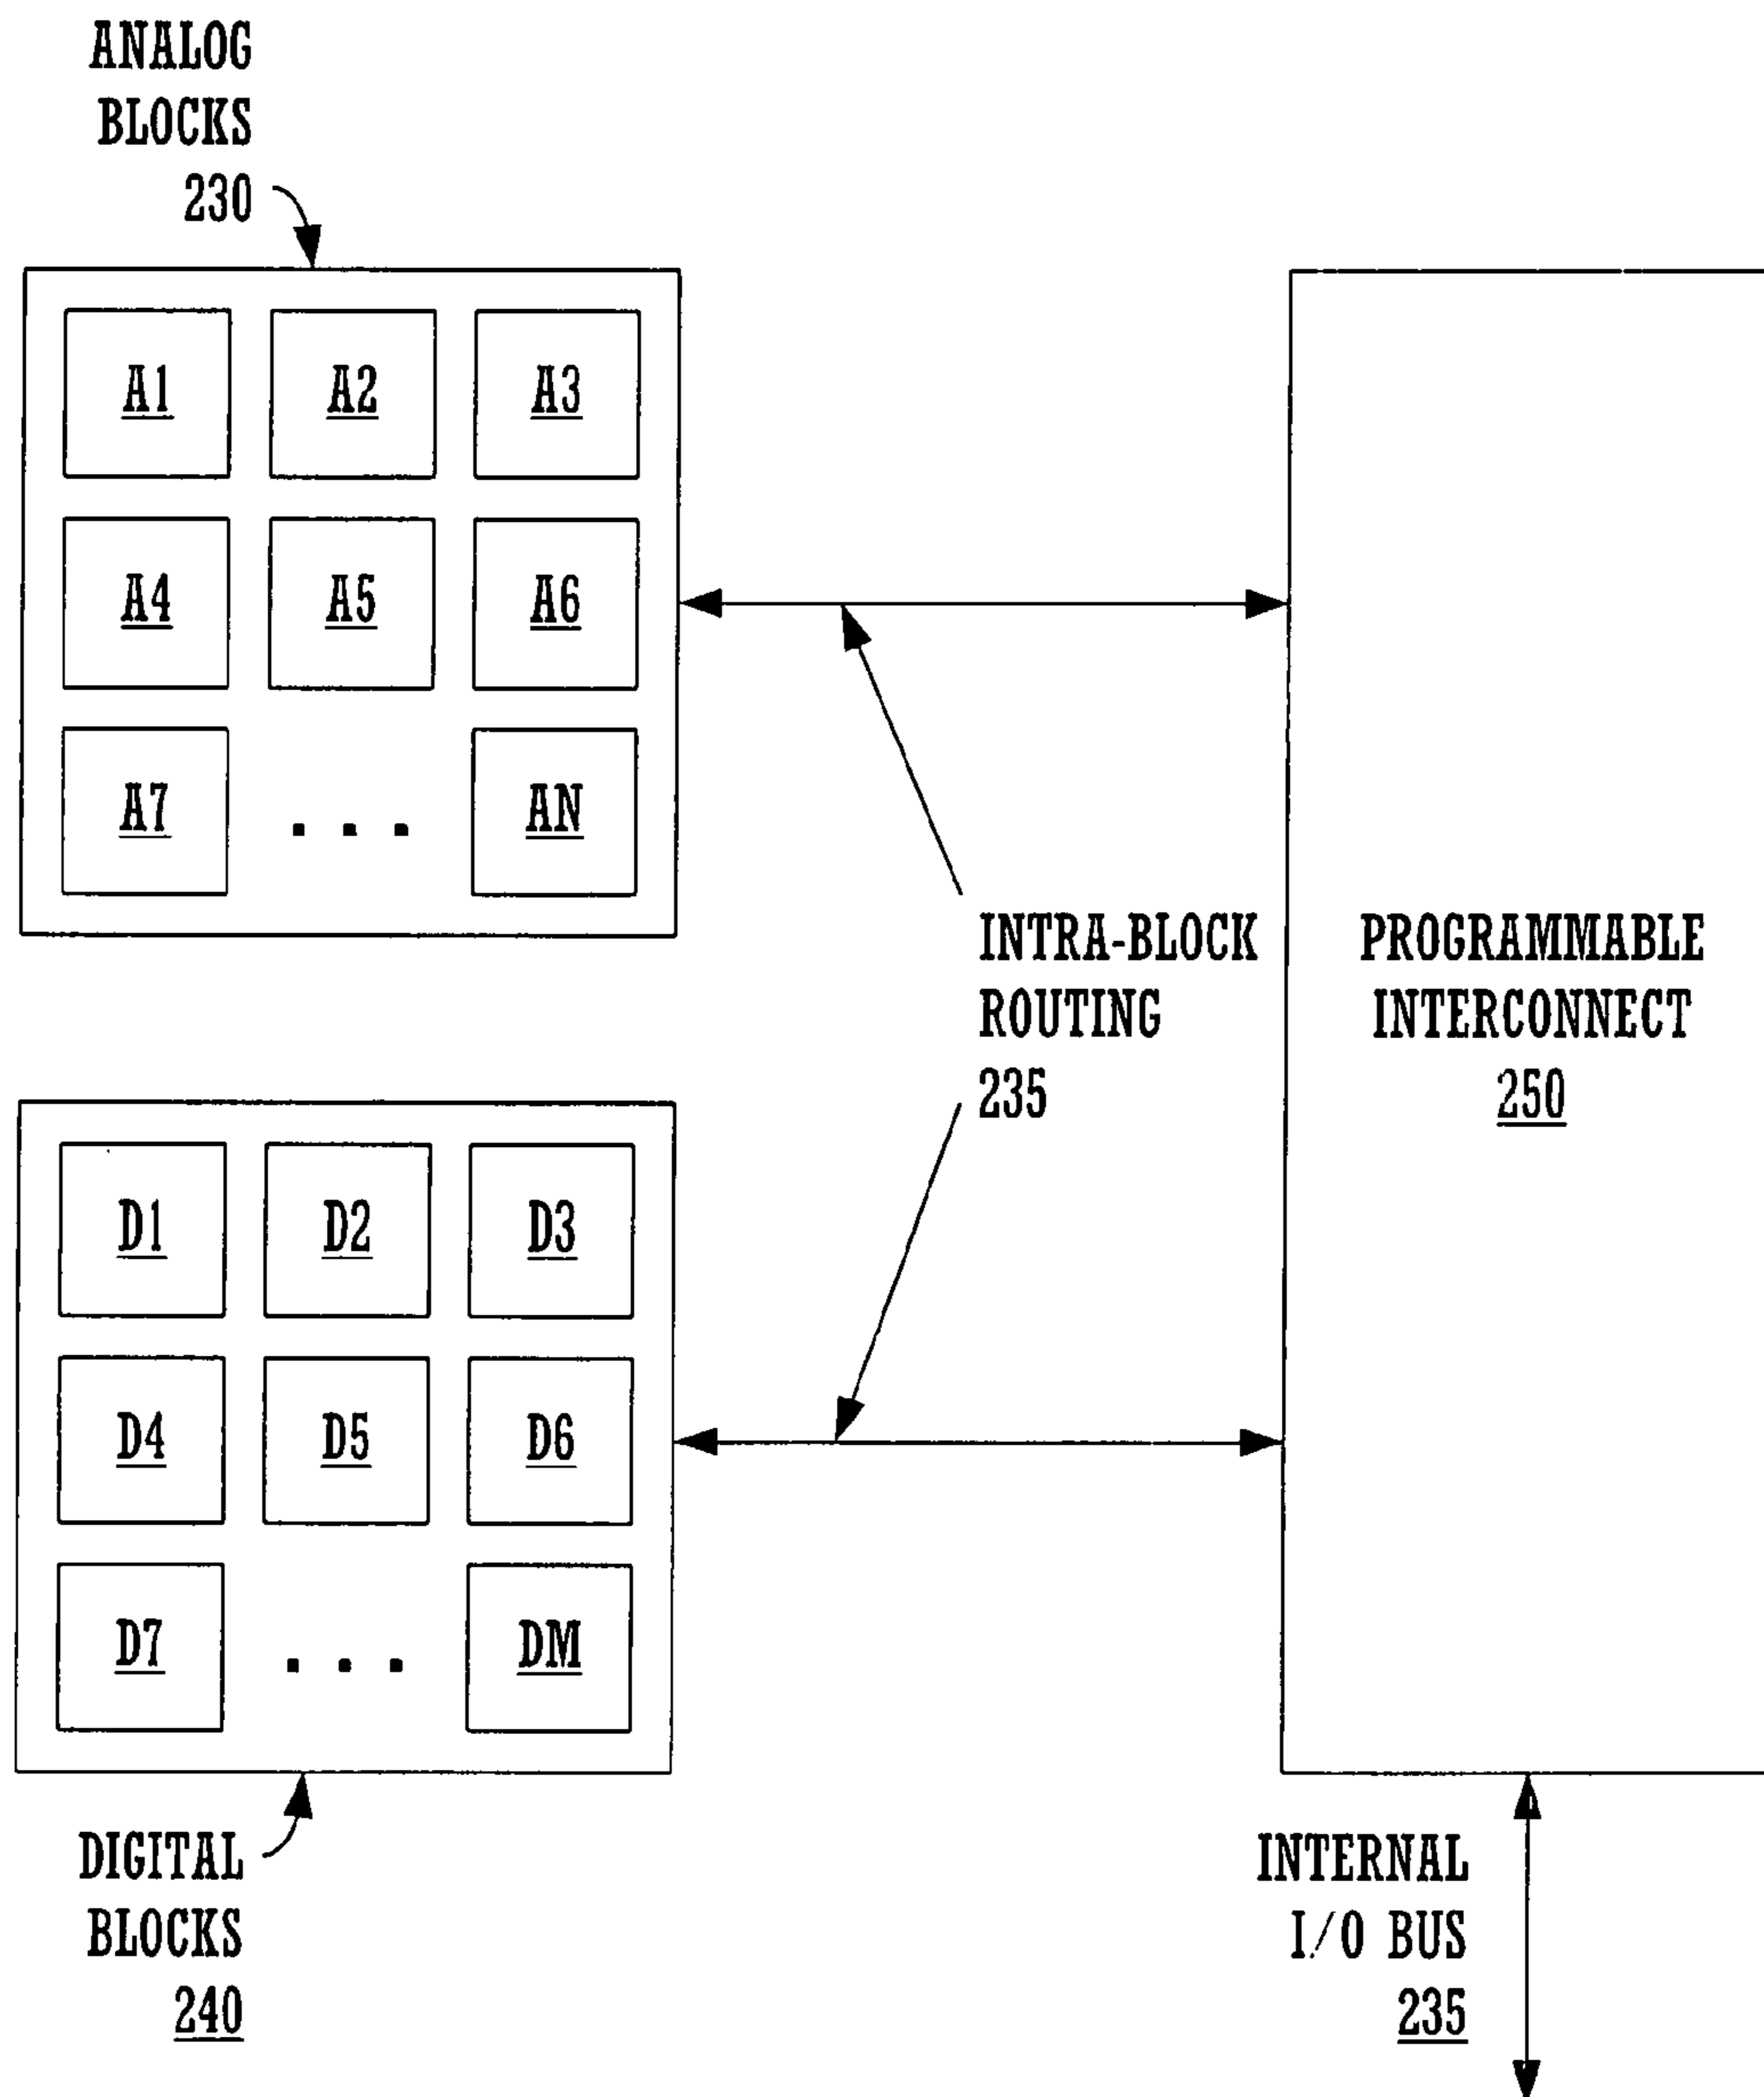 ANALOG
BLOCKS
230
A1 A2 A3
A4 A5 A6
A7 . . . AN
INTRA-BLOCK
ROUTING
235
PROGRAMMABLE
INTERCONNECT
250
D1 D2 D3
D4 D5 D6
D7 . . . DM
DIGITAL
BLOCKS
240
INTERNAL
I/O BUS
235